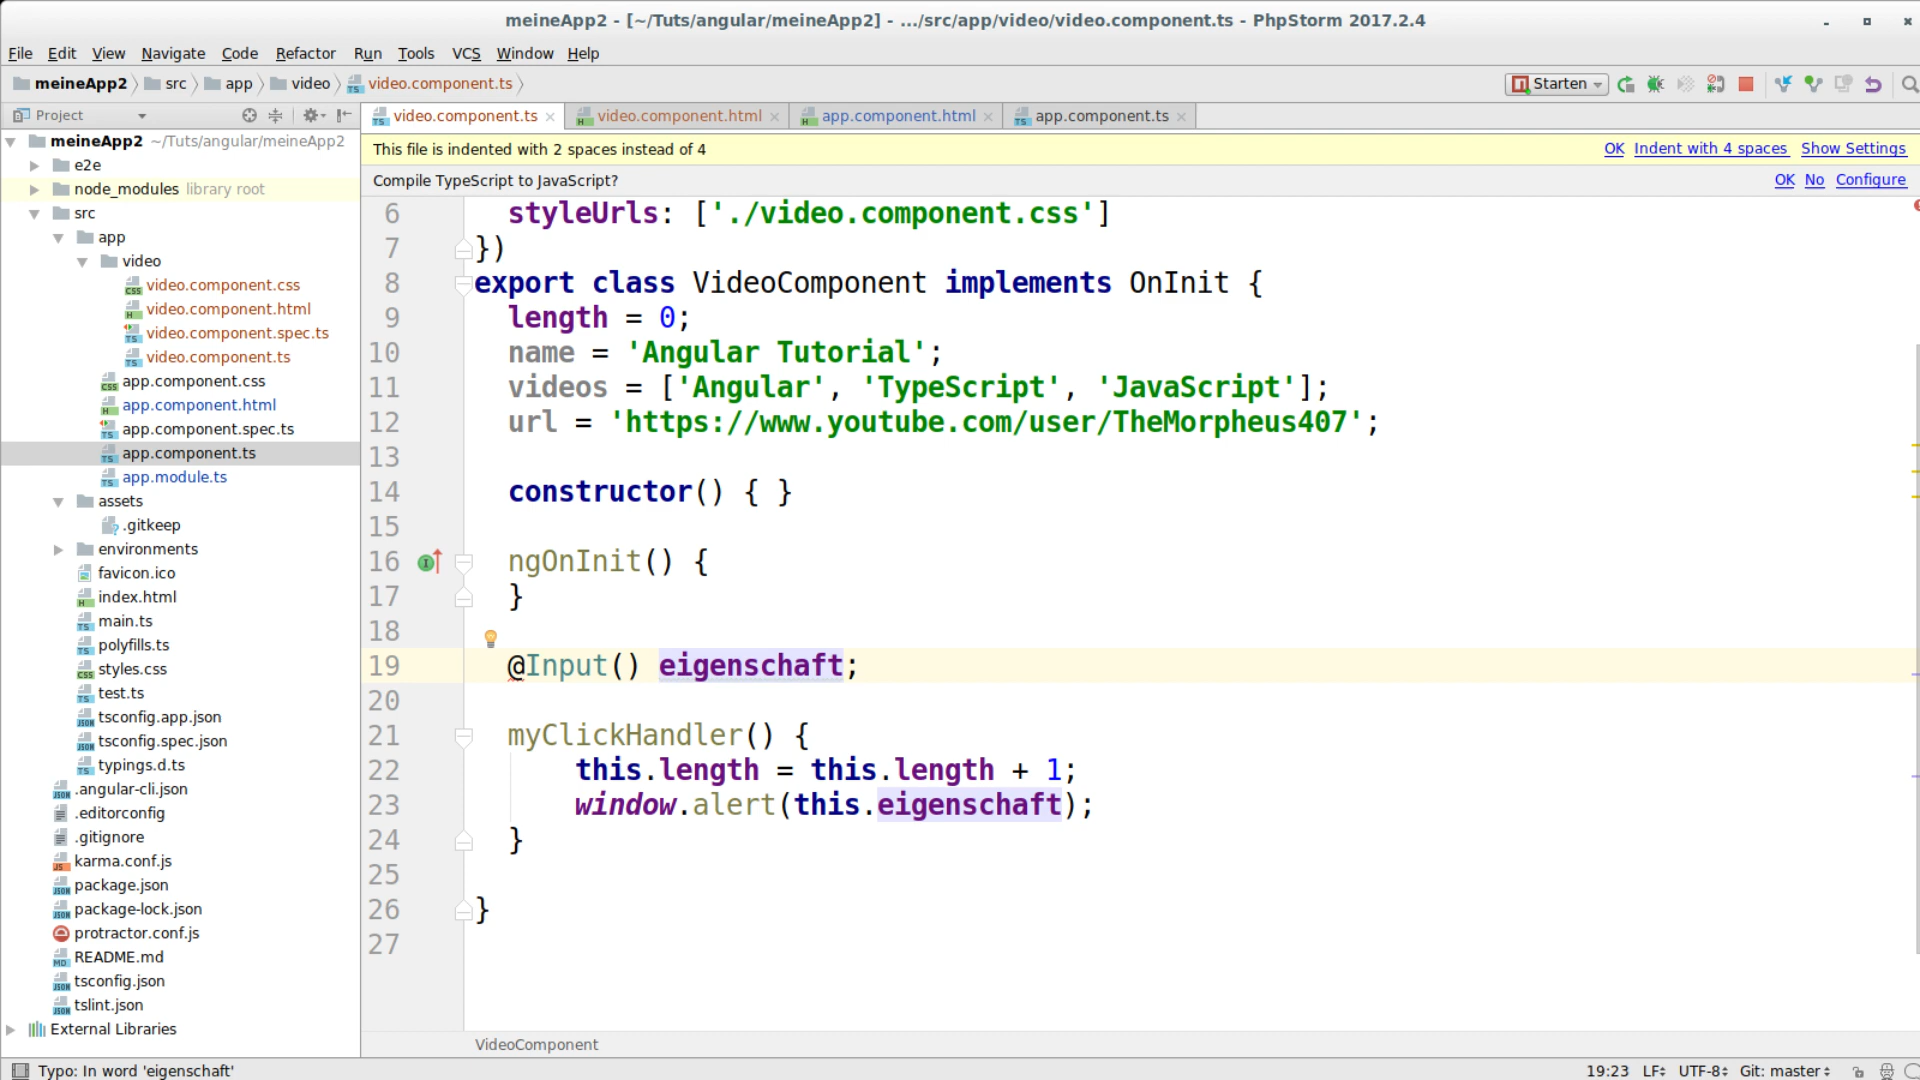 meineApp2 - [~/Tuts/angular/meineApp2] - .../src/app/video/video.component.ts - PhpStorm 2017.2.4
File Edit View Navigate Code Refactor Run Tools VCS Window Help
meineApp2 src app video video.component.ts Starten
Project video.component.ts video.component.html app.component.html app.component.ts
This file is indented with 2 spaces instead of 4 OK Indent with 4 spaces Show Settings
Compile TypeScript to JavaScript? OK No Configure
meineApp2 ~/Tuts/angular/meineApp2
e2e
node_modules library root
src
app
video
video.component.css
video.component.html
video.component.spec.ts
video.component.ts
app.component.css
app.component.html
app.component.spec.ts
app.component.ts
app.module.ts
assets
.gitkeep
environments
favicon.ico
index.html
main.ts
polyfills.ts
styles.css
test.ts
tsconfig.app.json
tsconfig.spec.json
typings.d.ts
.angular-cli.json
.editorconfig
.gitignore
karma.conf.js
package.json
package-lock.json
protractor.conf.js
README.md
tsconfig.json
tslint.json
External Libraries
6 styleUrls: ['./video.component.css']
7 })
8 export class VideoComponent implements OnInit {
9 length = 0;
10 name = 'Angular Tutorial';
11 videos = ['Angular', 'TypeScript', 'JavaScript'];
12 url = 'https://www.youtube.com/user/TheMorpheus407';
13
14 constructor() { }
15
16 ngOnInit() {
17 }
18
19 @Input() eigenschaft;
20
21 myClickHandler() {
22 this.length = this.length + 1;
23 window.alert(this.eigenschaft);
24 }
25
26 }
27
VideoComponent
Typo: In word 'eigenschaft' 19:23 LF UTF-8 Git: master